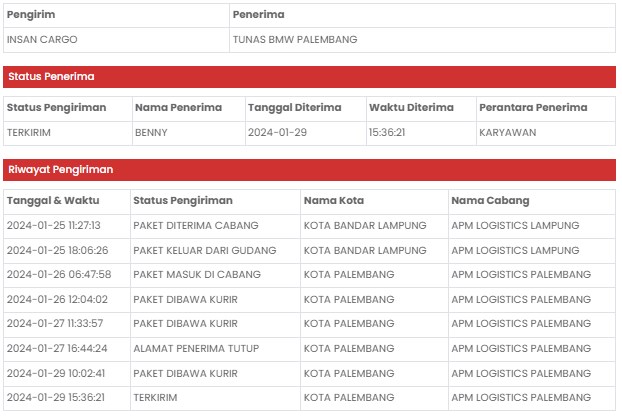 Pengirim Penerima
INSAN CARGO TUNAS BMW PALEMBANG
Status Penerima
Status Pengiriman Nama Penerima Tanggal Diterima Waktu Diterima Perantara Penerima
TERKIRIM BENNY 2024-01-29 15:36:21 KARYAWAN
Riwayat Pengiriman
Tanggal & Waktu Status Pengiriman Nama Kota Nama Cabang
2024-01-25 11:27:13 PAKET DITERIMA CABANG KOTA BANDAR LAMPUNG APM LOGISTICS LAMPUNG
2024-01-25 18:06:26 PAKET KELUAR DARI GUDANG KOTA BANDAR LAMPUNG APM LOGISTICS LAMPUNG
2024-01-26 06:47:58 PAKET MASUK DI CABANG KOTA PALEMBANG APM LOGISTICS PALEMBANG
2024-01-26 12:04:02 PAKET DIBAWA KURIR KOTA PALEMBANG APM LOGISTICS PALEMBANG
2024-01-27 11:33:57 PAKET DIBAWA KURIR KOTA PALEMBANG APM LOGISTICS PALEMBANG
2024-01-27 16:44:24 ALAMAT PENERIMA TUTUP KOTA PALEMBANG APM LOGISTICS PALEMBANG
2024-01-29 10:02:41 PAKET DIBAWA KURIR KOTA PALEMBANG APM LOGISTICS PALEMBANG
2024-01-29 15:36:21 TERKIRIM KOTA PALEMBANG APM LOGISTICS PALEMBANG